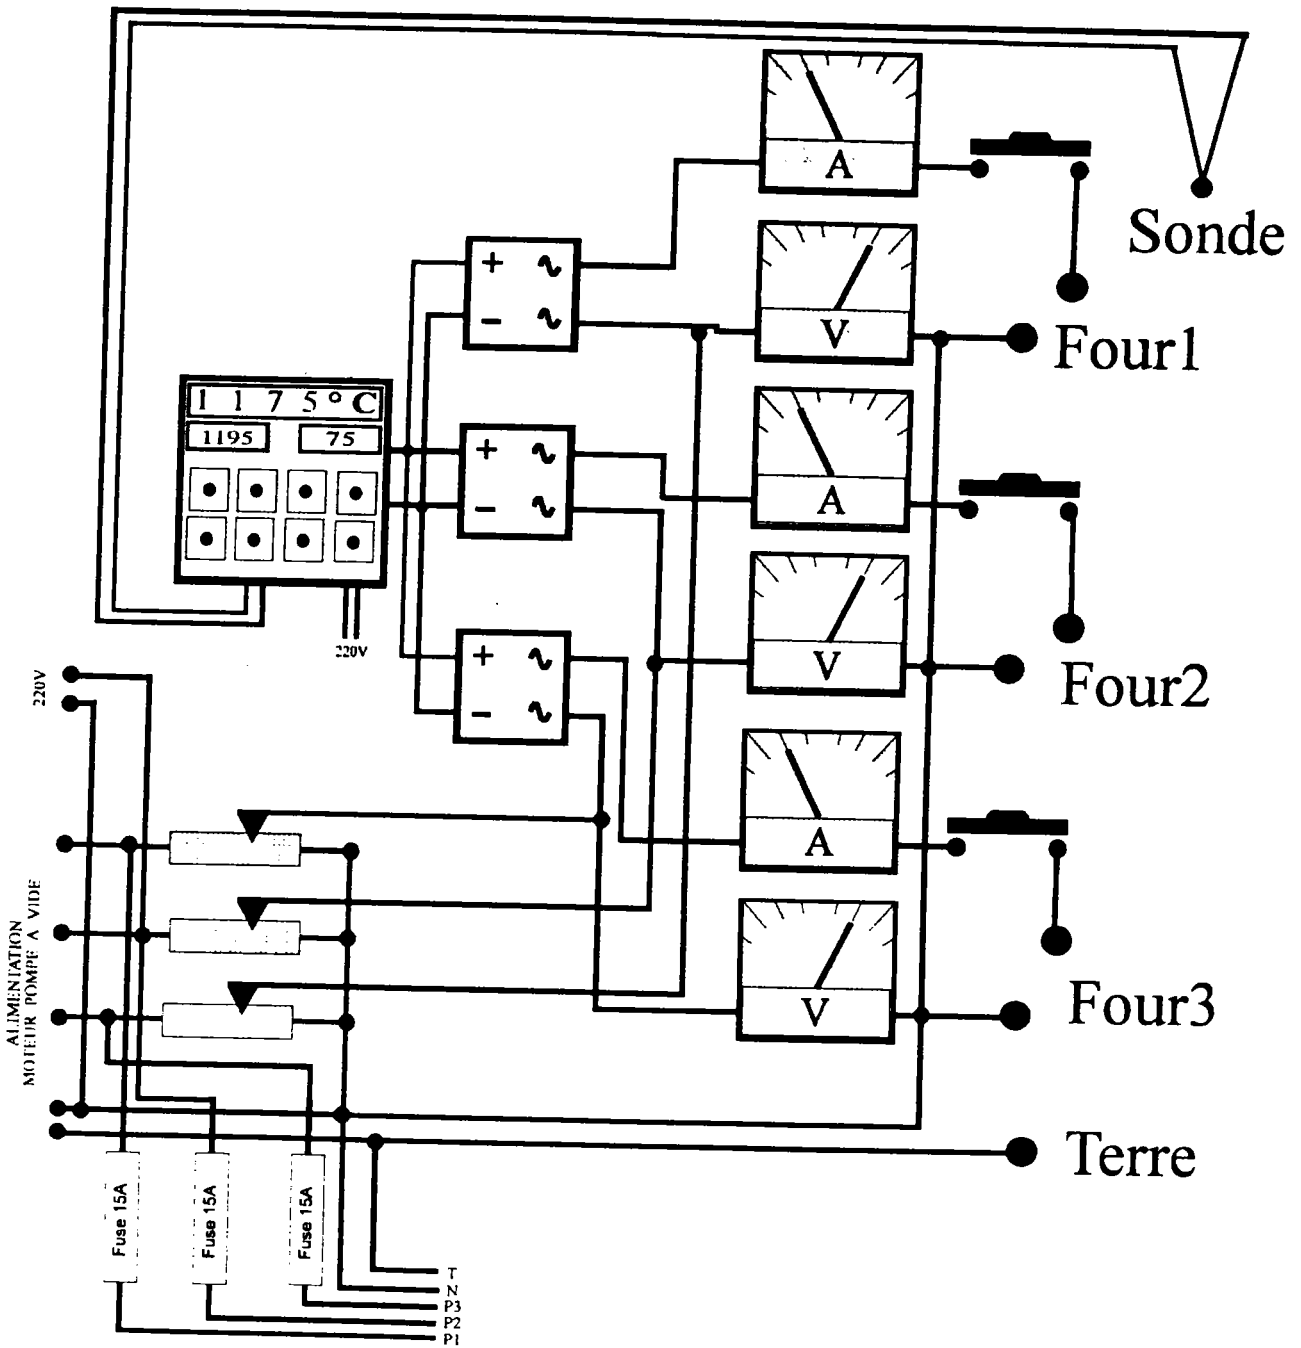 A
Sonde
+ ∿
− ∿
V
Four1
1 1 7 5 ° C
1195 75
+ ∿
− ∿
A
220V
V
Four2
+ ∿
− ∿
220V
A
ALIMENTATION
MOTEUR POMPE A VIDE
V
Four3
Terre
Fuse 15A
Fuse 15A
Fuse 15A
T
N
P3
P2
P1